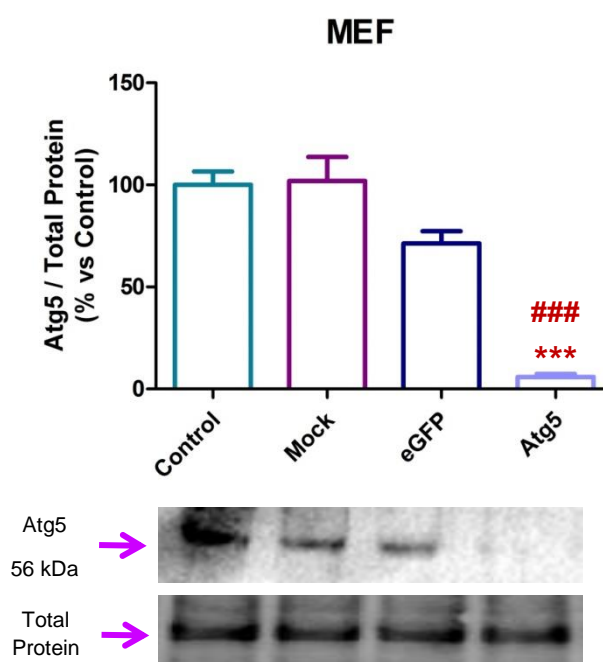 MEF
Atg5 / Total Protein
(% vs Control)
150
100
50
0
###
***
Control
Mock
eGFP
Atg5
Atg5
56 kDa
Total
Protein